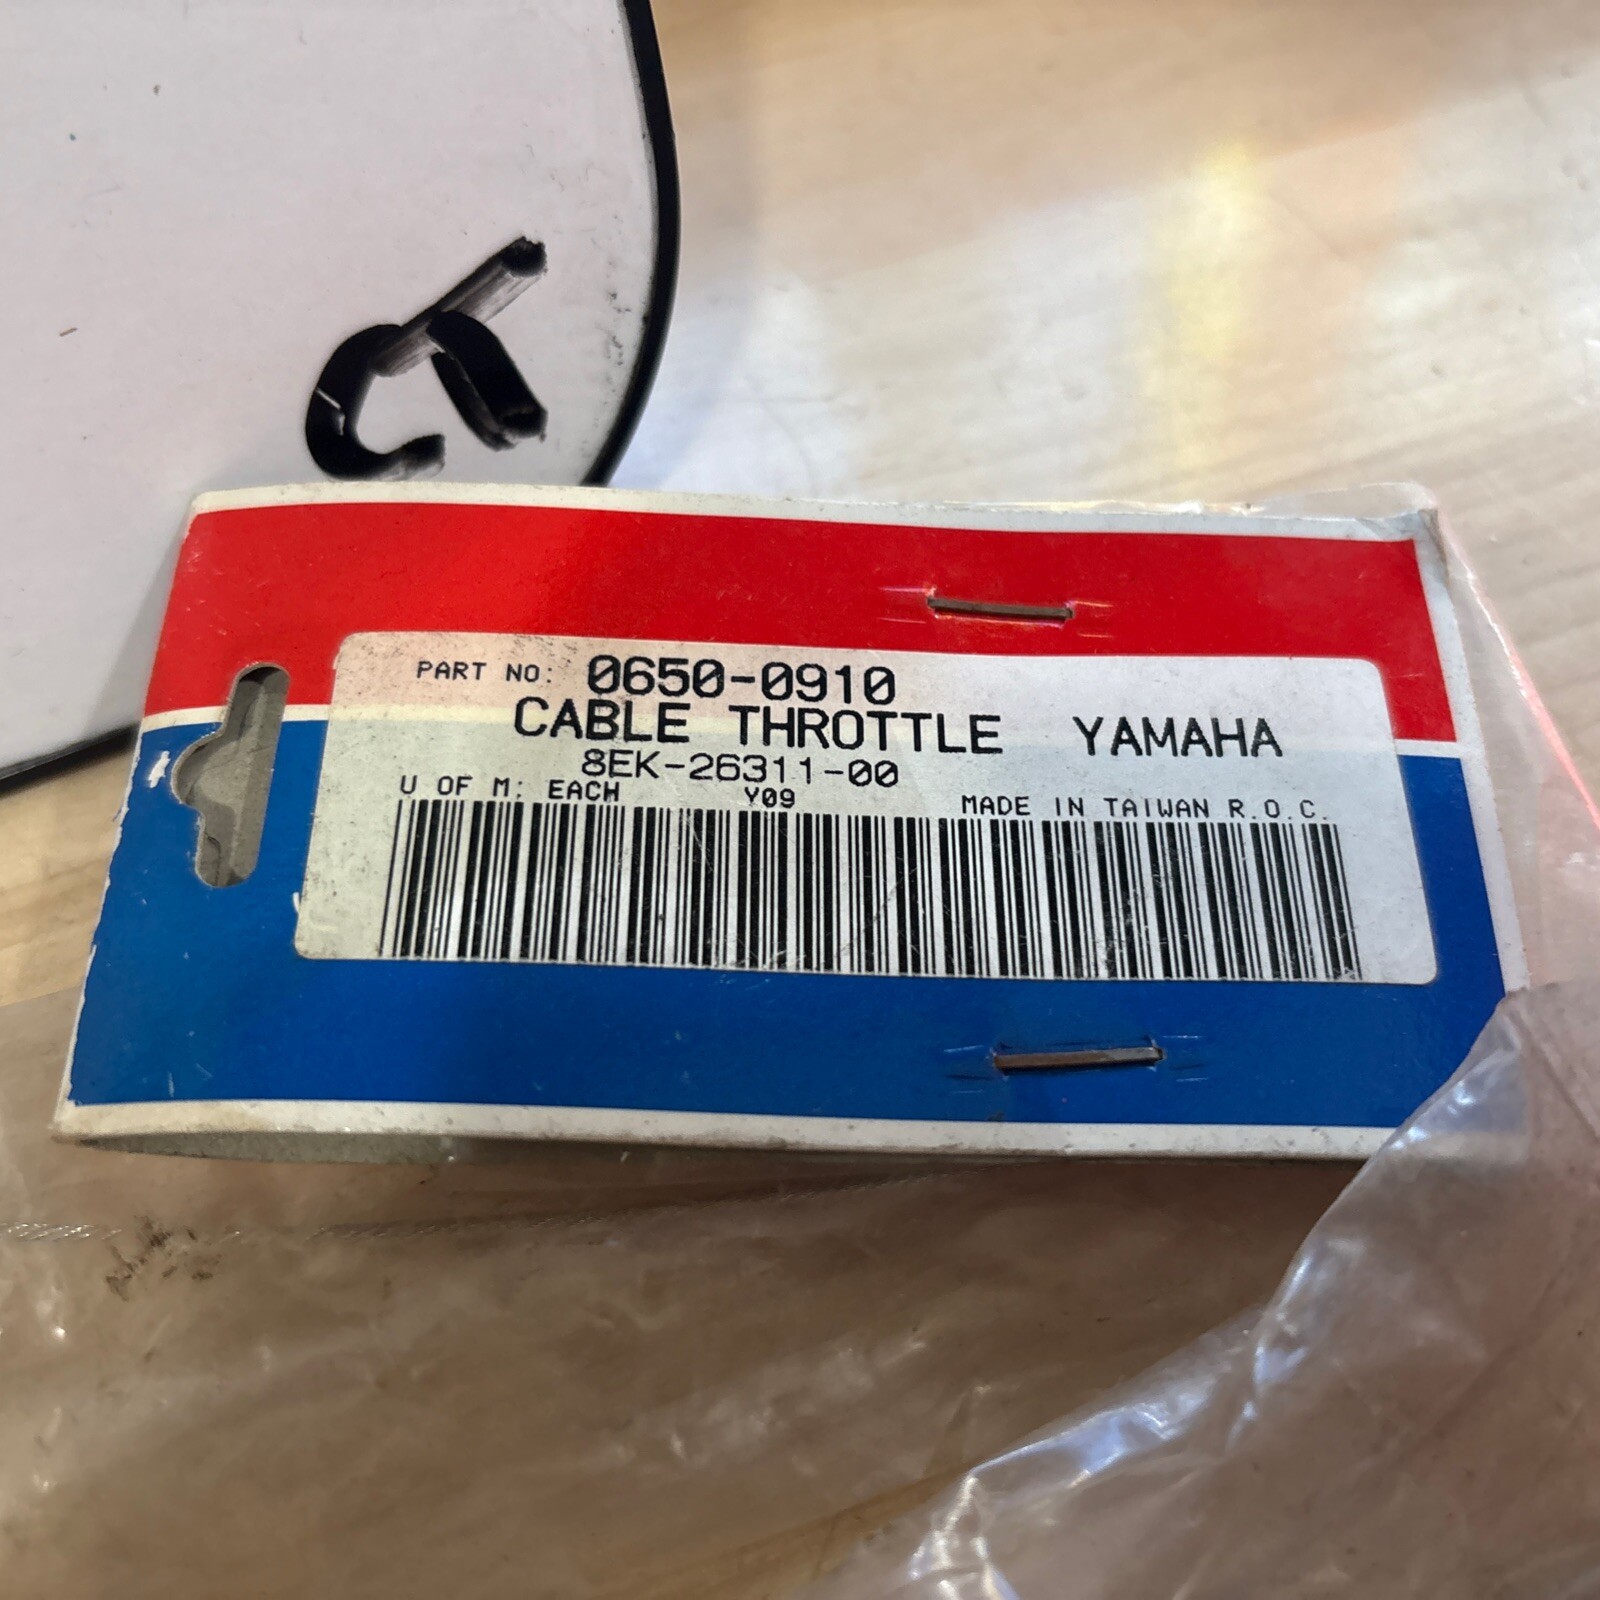 PART NO: 0650-0910
CABLE THROTTLE YAMAHA
8EK-26311-00
U OF M: EACH Y09 MADE IN TAIWAN R.O.C.